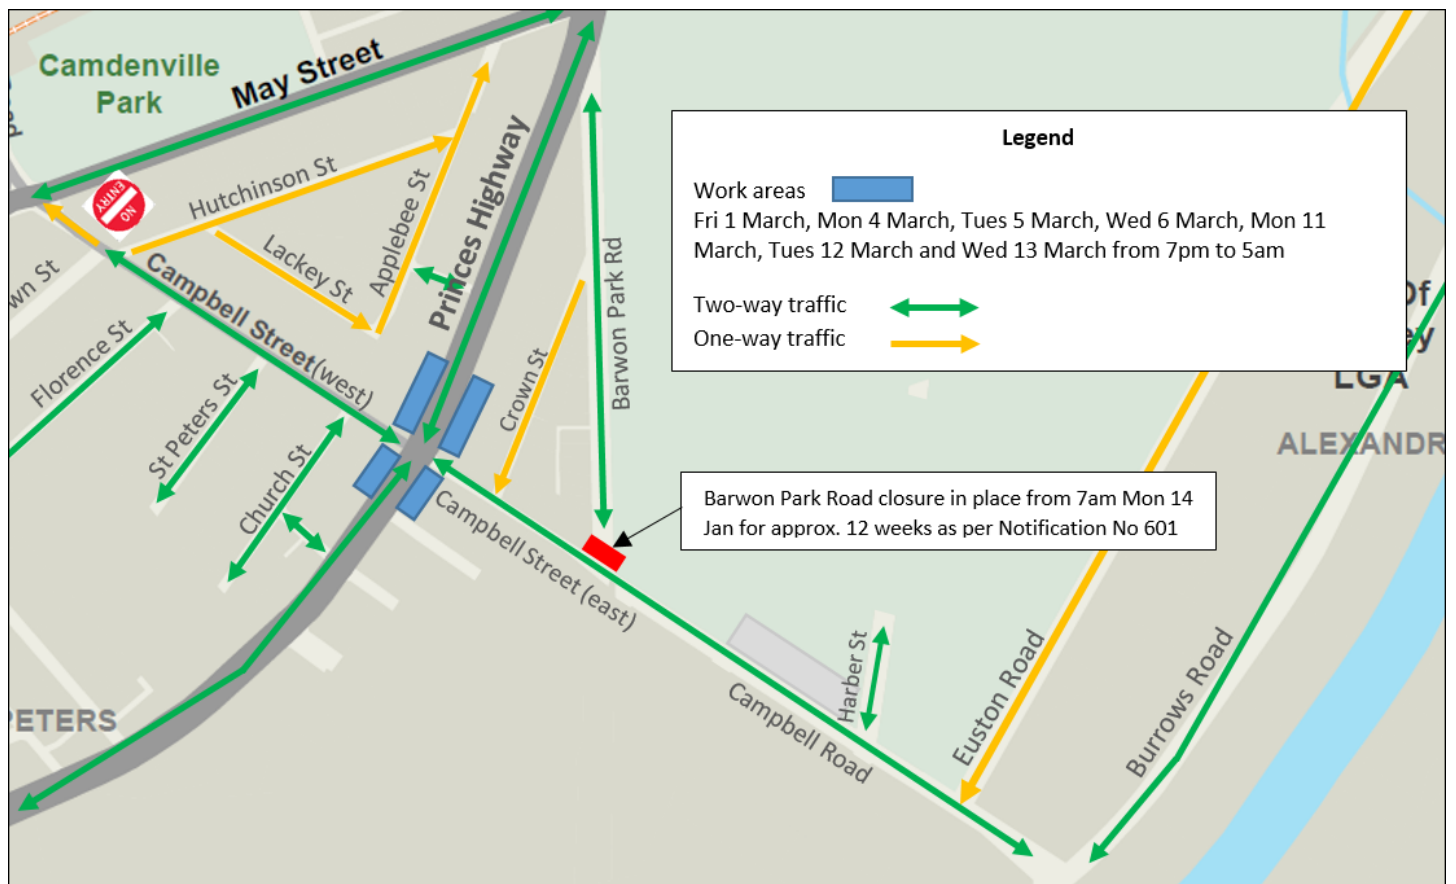 Camdenville
Park
May Street
NO
ENTRY
Hutchinson St
Lackey St
Applebee St
Princes Highway
Barwon Park Rd
Crown St
Campbell Street (west)
Florence St
St Peters St
Church St
Campbell Street (east)
Campbell Road
Harber St
Euston Road
Burrows Road
LGA
Legend
Work areas
Fri 1 March, Mon 4 March, Tues 5 March, Wed 6 March, Mon 11
March, Tues 12 March and Wed 13 March from 7pm to 5am
Two-way traffic
One-way traffic
Barwon Park Road closure in place from 7am Mon 14
Jan for approx. 12 weeks as per Notification No 601
ALEXANDR
PETERS
wn St